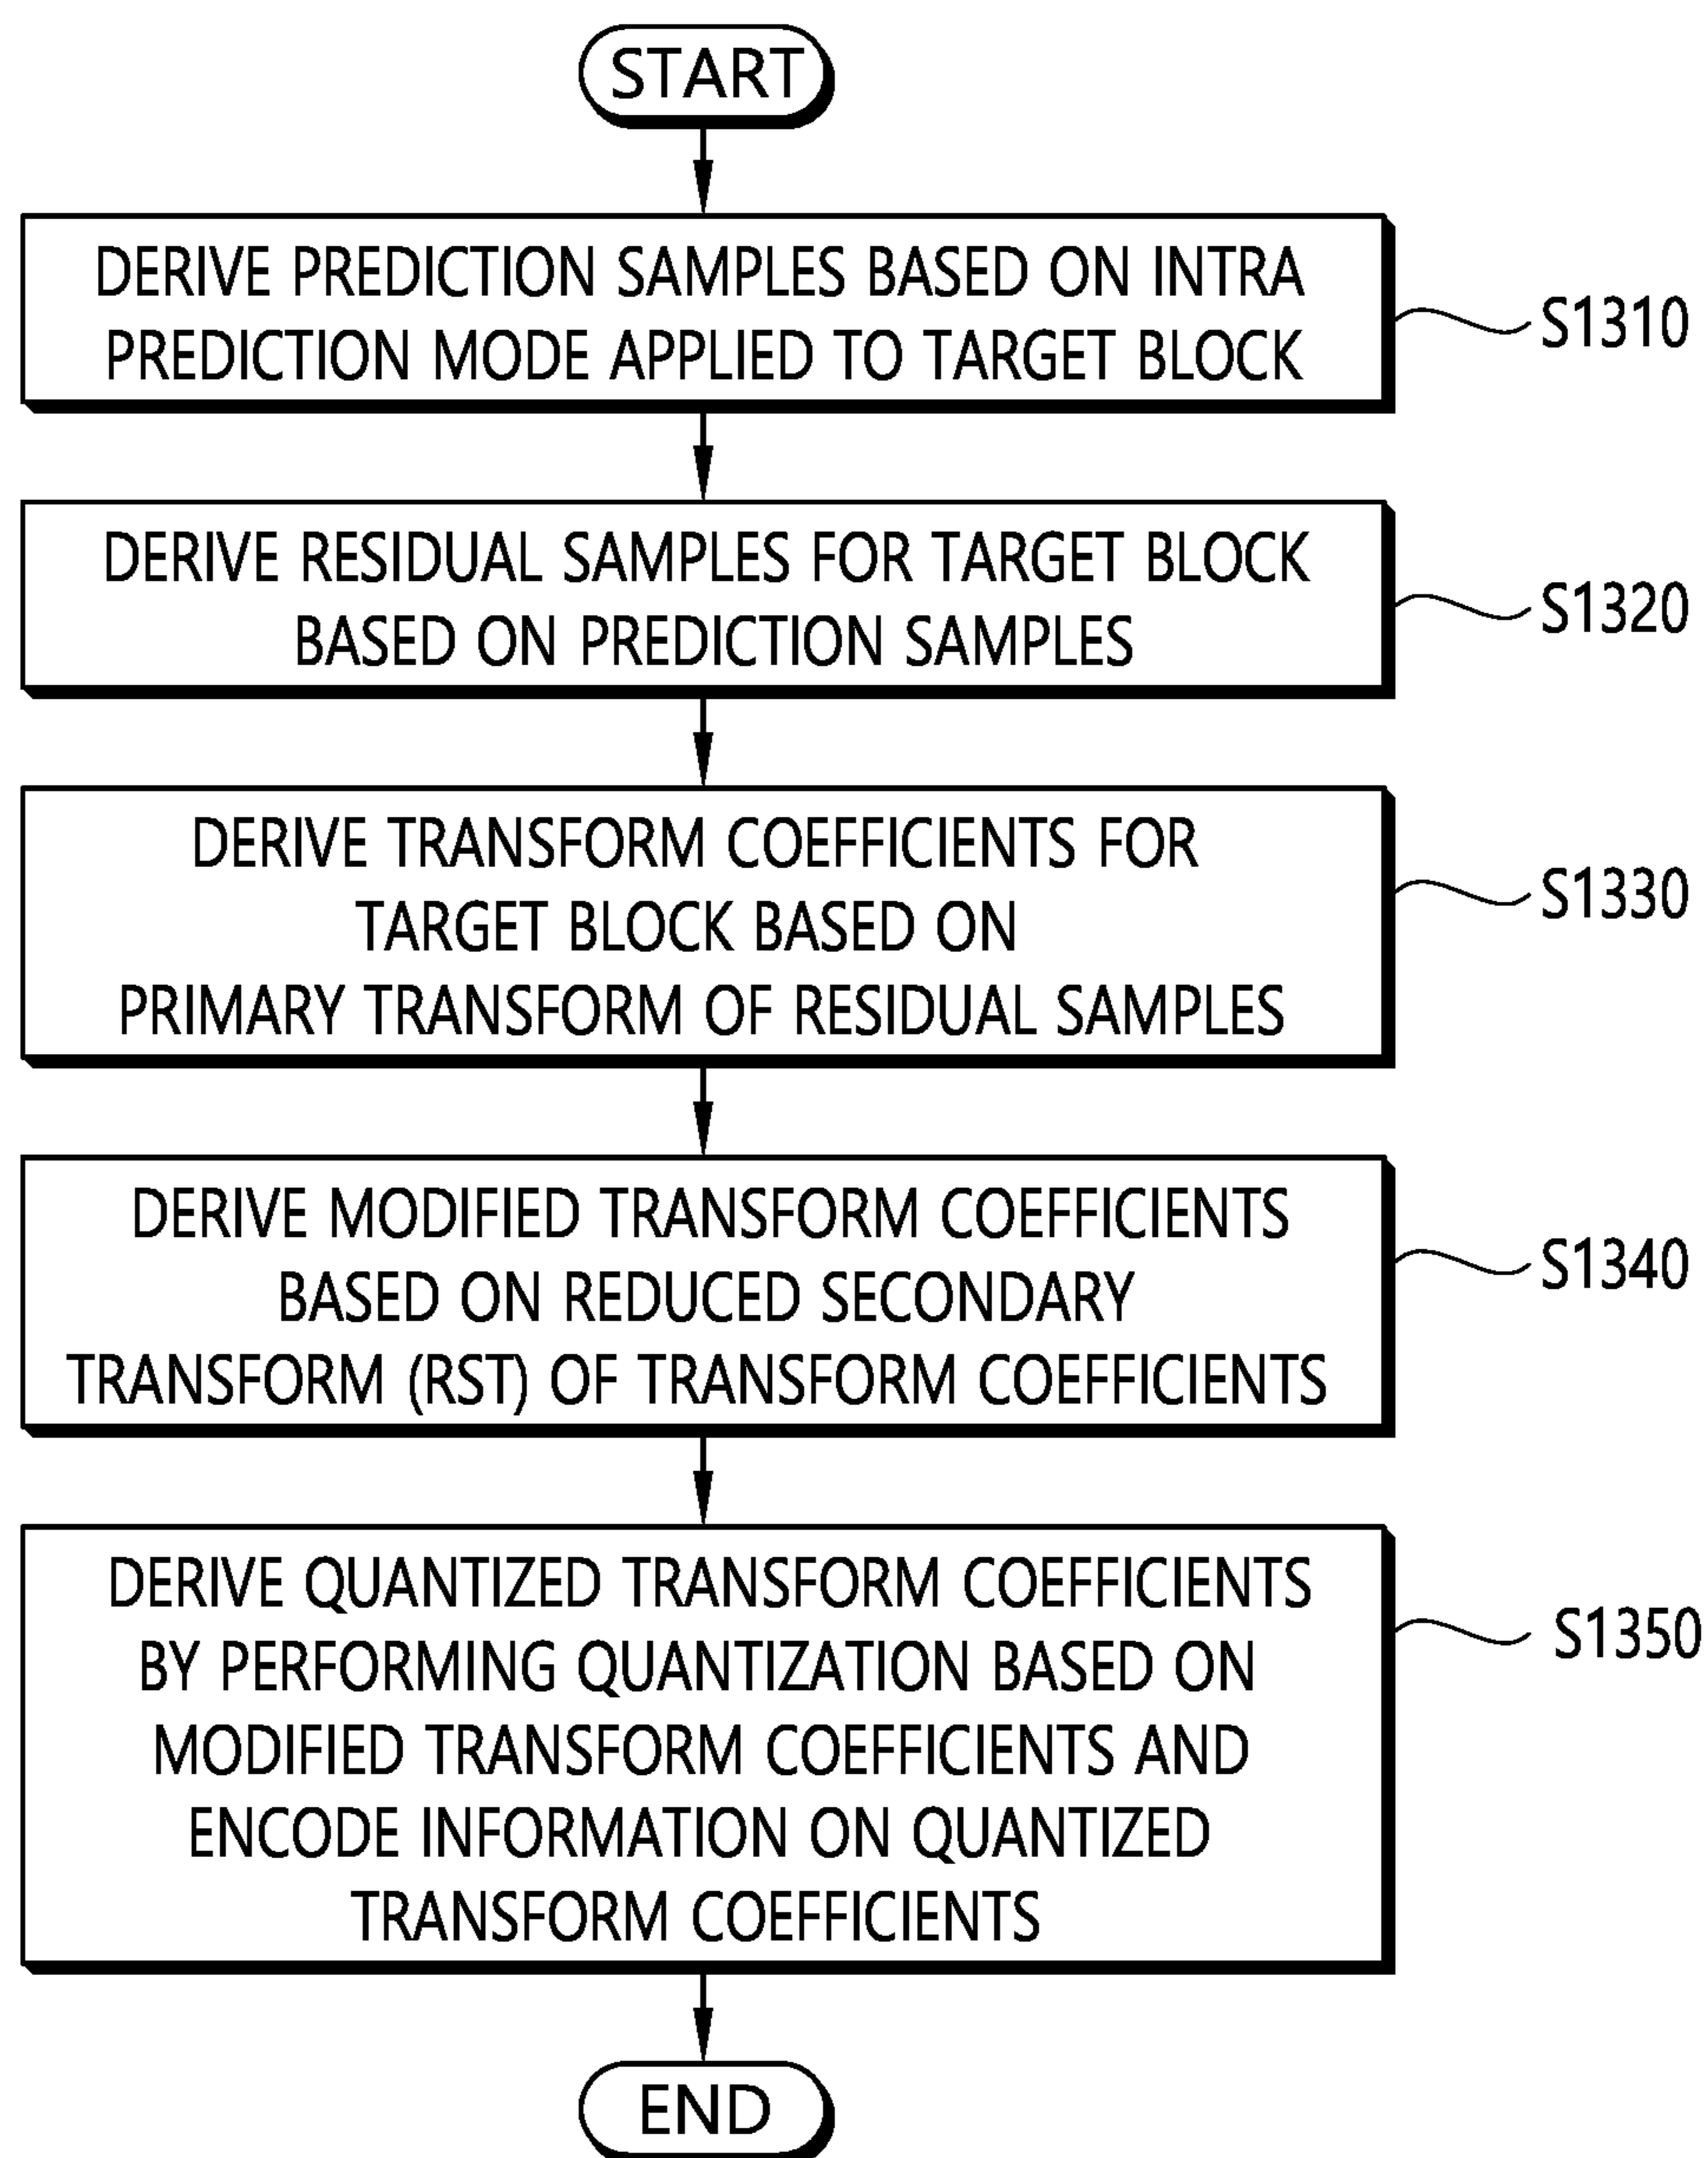 START
DERIVE PREDICTION SAMPLES BASED ON INTRA
PREDICTION MODE APPLIED TO TARGET BLOCK
S1310
DERIVE RESIDUAL SAMPLES FOR TARGET BLOCK
BASED ON PREDICTION SAMPLES
S1320
DERIVE TRANSFORM COEFFICIENTS FOR
TARGET BLOCK BASED ON
PRIMARY TRANSFORM OF RESIDUAL SAMPLES
S1330
DERIVE MODIFIED TRANSFORM COEFFICIENTS
BASED ON REDUCED SECONDARY
TRANSFORM (RST) OF TRANSFORM COEFFICIENTS
S1340
DERIVE QUANTIZED TRANSFORM COEFFICIENTS
BY PERFORMING QUANTIZATION BASED ON
MODIFIED TRANSFORM COEFFICIENTS AND
ENCODE INFORMATION ON QUANTIZED
TRANSFORM COEFFICIENTS
S1350
END